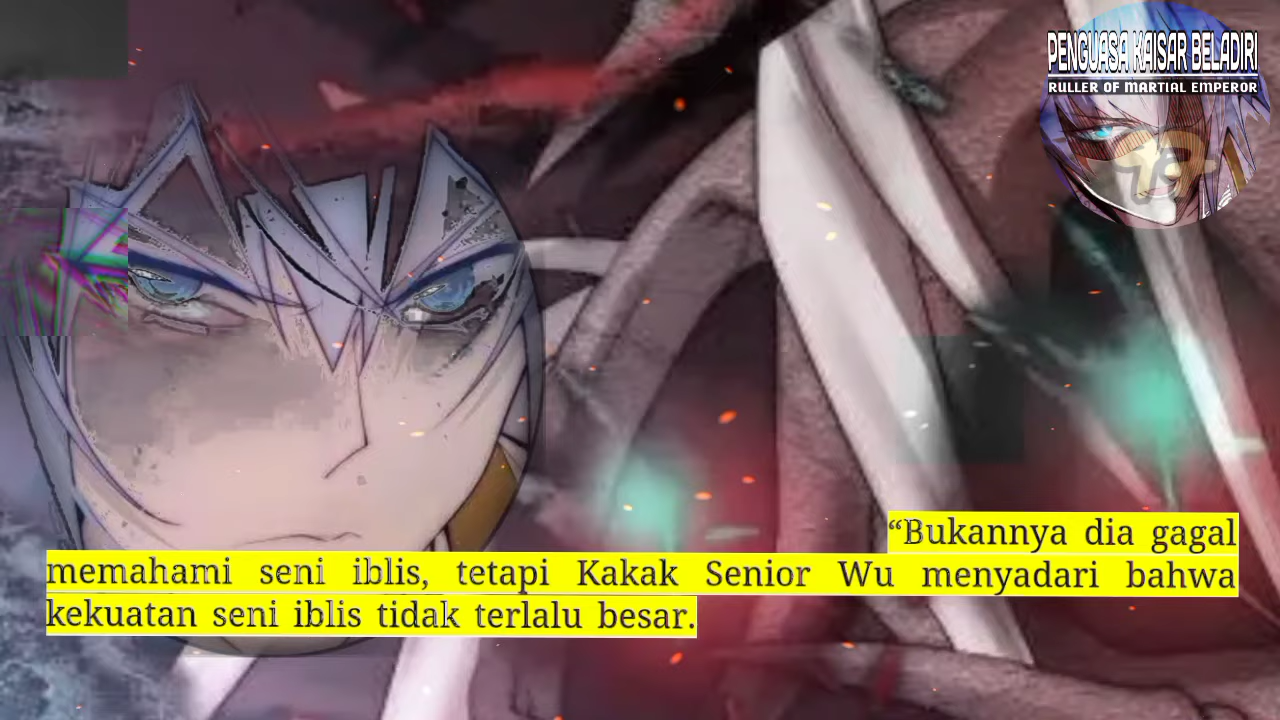 PENGUASA KAISAR BELADIRI
RULLER OF MARTIAL EMPEROR
“Bukannya dia gagal
memahami seni iblis, tetapi Kakak Senior Wu menyadari bahwa
kekuatan seni iblis tidak terlalu besar.